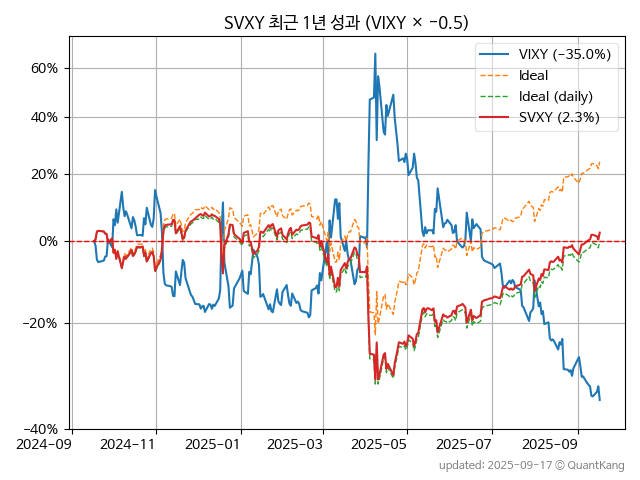 SVXY 최근 1년 성과 (VIXY × −0.5)
VIXY (−35.0%)
Ideal
Ideal (daily)
SVXY (2.3%)
60%
40%
20%
0%
−20%
−40%
2024-09
2024-11
2025-01
2025-03
2025-05
2025-07
2025-09
updated: 2025-09-17 © QuantKang